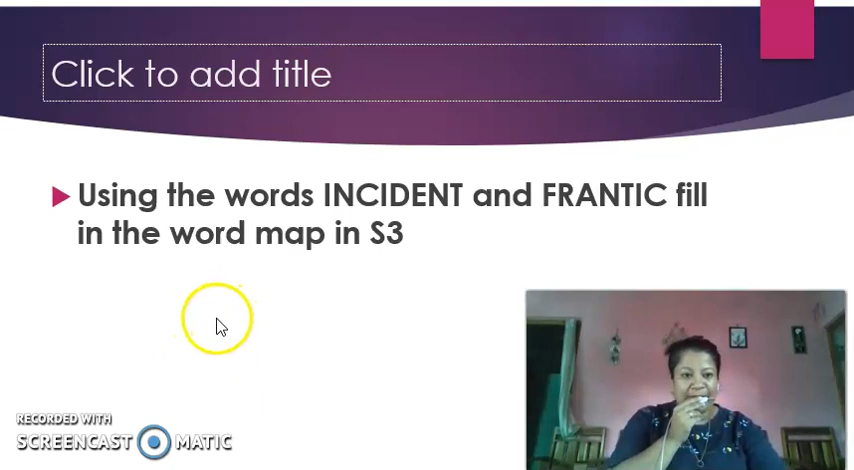 Click to add title
Using the words INCIDENT and FRANTIC fill
in the word map in S3
RECORDED WITH
SCREENCAST MATIC